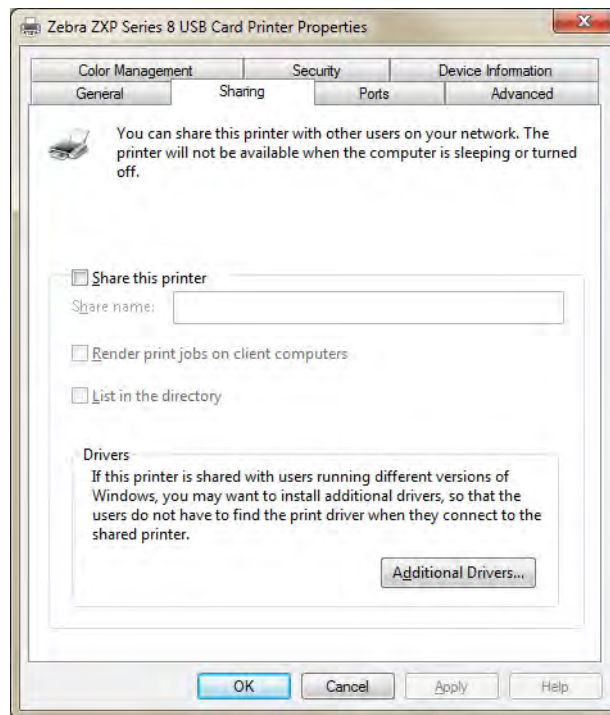 Zebra ZXP Series 8 USB Card Printer Properties
Color Management Security Device Information
General Sharing Ports Advanced
You can share this printer with other users on your network. The
printer will not be available when the computer is sleeping or turned
off.
Share this printer
Share name:
Render print jobs on client computers
List in the directory
Drivers
If this printer is shared with users running different versions of
Windows, you may want to install additional drivers, so that the
users do not have to find the print driver when they connect to the
shared printer.
Additional Drivers...
OK Cancel Apply Help